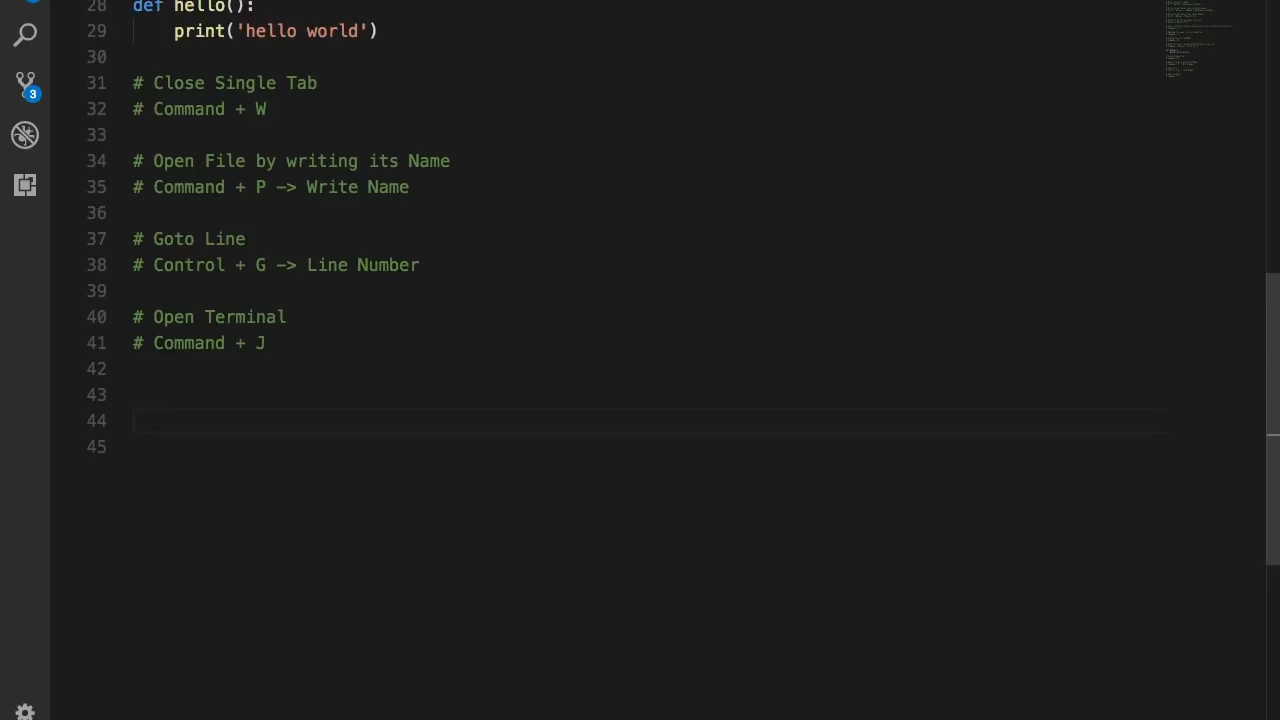 28 def hello():
29 print('hello world')
30
31 # Close Single Tab
32 # Command + W
33
34 # Open File by writing its Name
35 # Command + P -> Write Name
36
37 # Goto Line
38 # Control + G -> Line Number
39
40 # Open Terminal
41 # Command + J
42
43
44
45
3